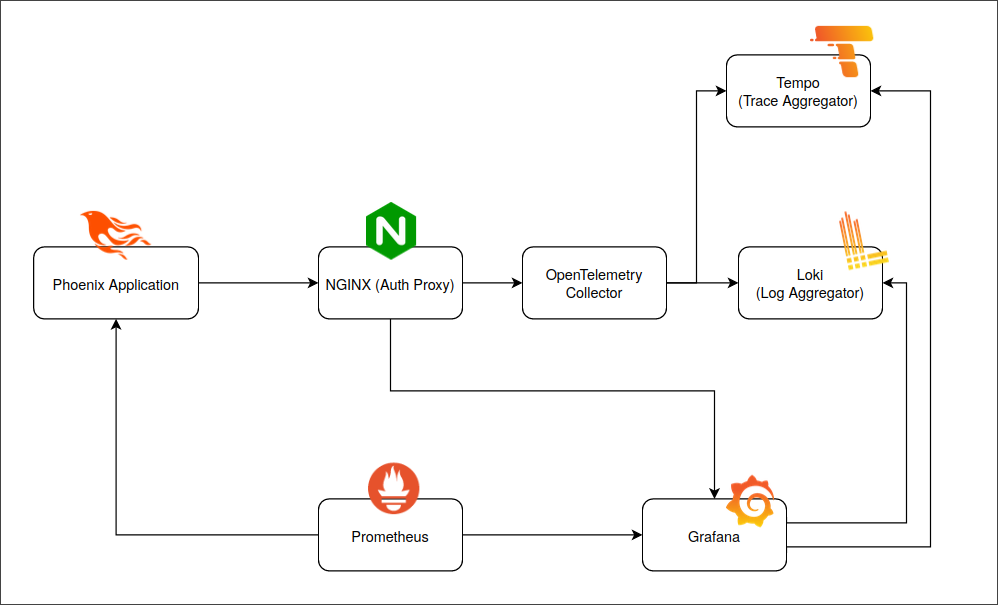 Tempo
(Trace Aggregator)
Phoenix Application
NGINX (Auth Proxy)
OpenTelemetry
Collector
Loki
(Log Aggregator)
Prometheus
Grafana